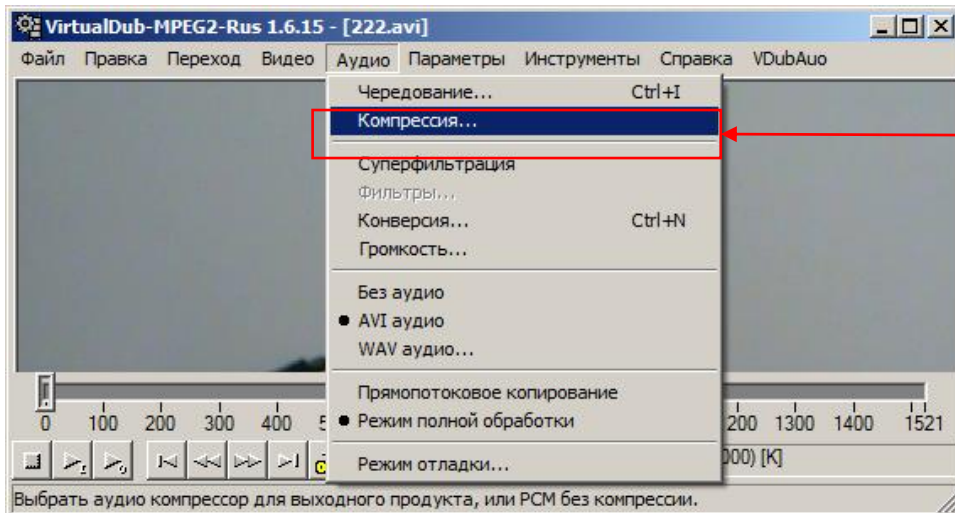 VirtualDub-MPEG2-Rus 1.6.15 - [222.avi]
Файл Правка Переход Видео Аудио Параметры Инструменты Справка VDubAuo
Чередование... Ctrl+I
Компрессия...
Суперфильтрация
Фильтры...
Конверсия... Ctrl+N
Громкость...
Без аудио
AVI аудио
WAV аудио...
Прямопотоковое копирование
Режим полной обработки
Режим отладки...
0 100 200 300 400 1300 1400 1521
[K]
Выбрать аудио компрессор для выходного продукта, или PCM без компрессии.